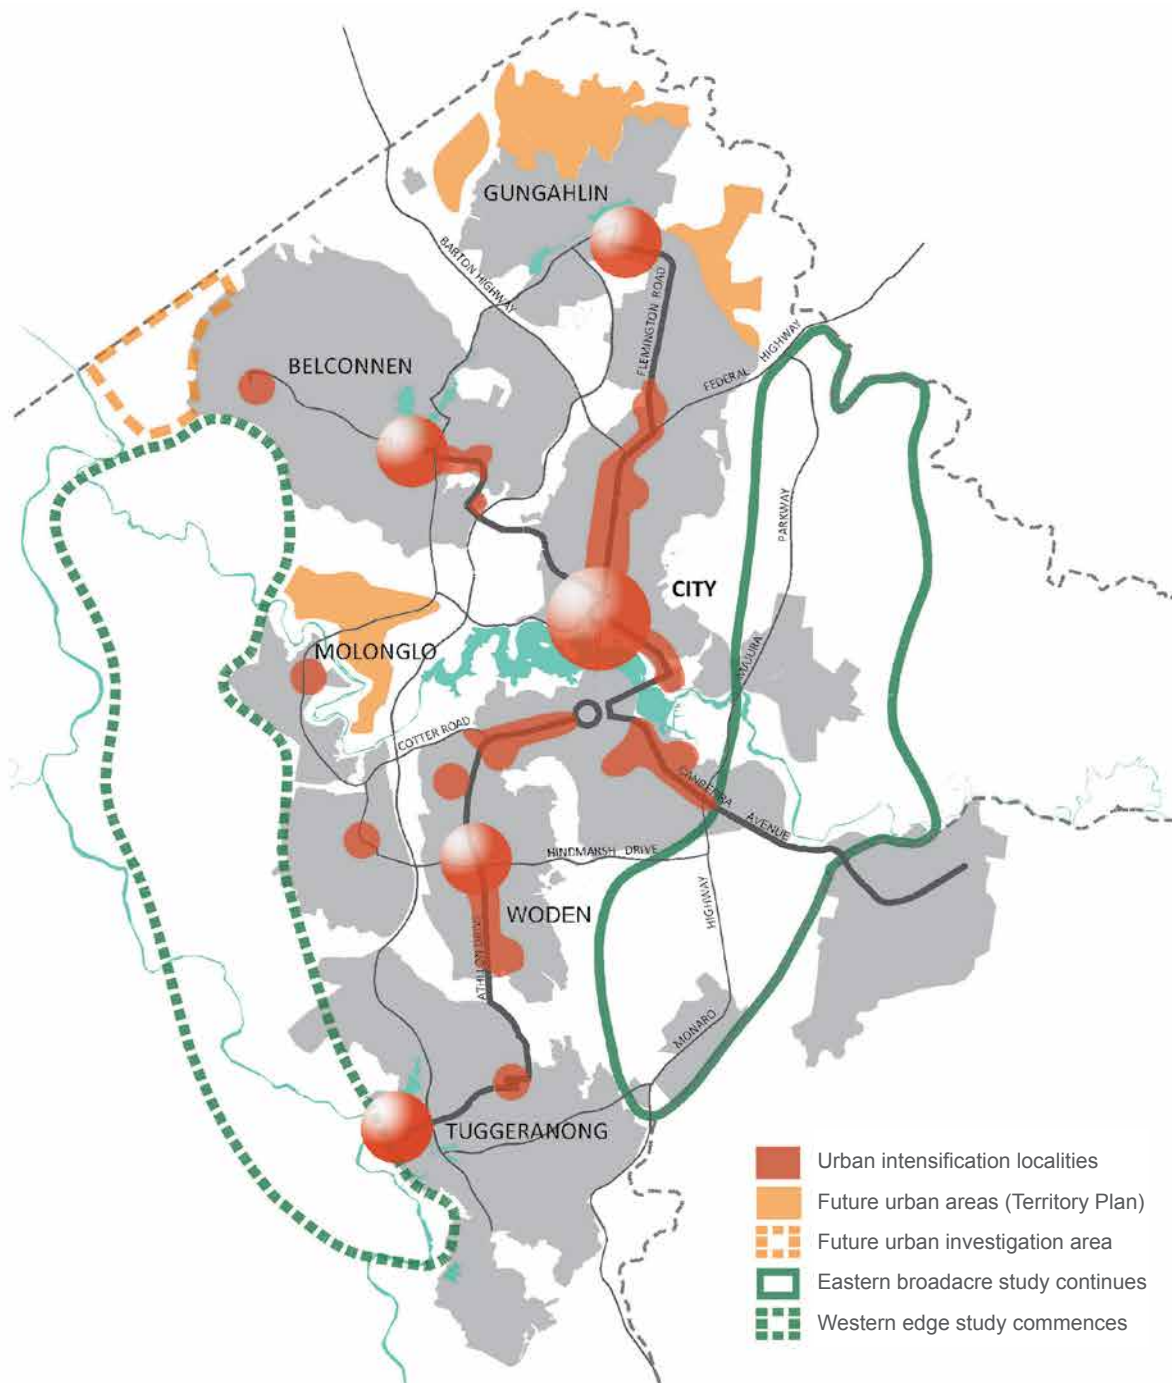 GUNGAHLIN
BARTON HIGHWAY
FLEMINGTON ROAD
FEDERAL HIGHWAY
BELCONNEN
PARKWAY
CITY
MOLONGLO
MAJURA
COTTER ROAD
CANBERRA AVENUE
HINDMARSH DRIVE
HIGHWAY
WODEN
ATHLLON DRIVE
MONARO
TUGGERANONG
Urban intensification localities
Future urban areas (Territory Plan)
Future urban investigation area
Eastern broadacre study continues
Western edge study commences